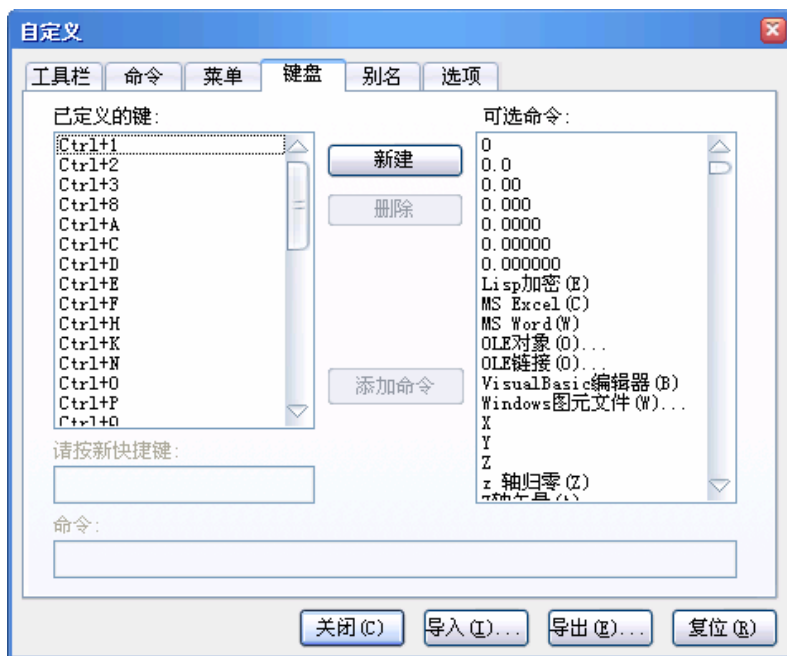 自定义
工具栏
命令
菜单
键盘
别名
选项
已定义的键:
Ctrl+1
Ctrl+2
Ctrl+3
Ctrl+8
Ctrl+A
Ctrl+C
Ctrl+D
Ctrl+E
Ctrl+F
Ctrl+H
Ctrl+K
Ctrl+N
Ctrl+O
Ctrl+P
Ctrl+Q
新建
删除
添加命令
可选命令:
0
0.0
0.00
0.000
0.0000
0.00000
0.000000
Lisp加密(E)
MS Excel(C)
MS Word(W)
OLE对象(O)...
OLE链接(O)...
VisualBasic编辑器(B)
Windows图元文件(W)...
X
Y
Z
z 轴归零(Z)
Z轴矢量(A)
请按新快捷键:
命令:
关闭(C)
导入(I)...
导出(E)...
复位(R)